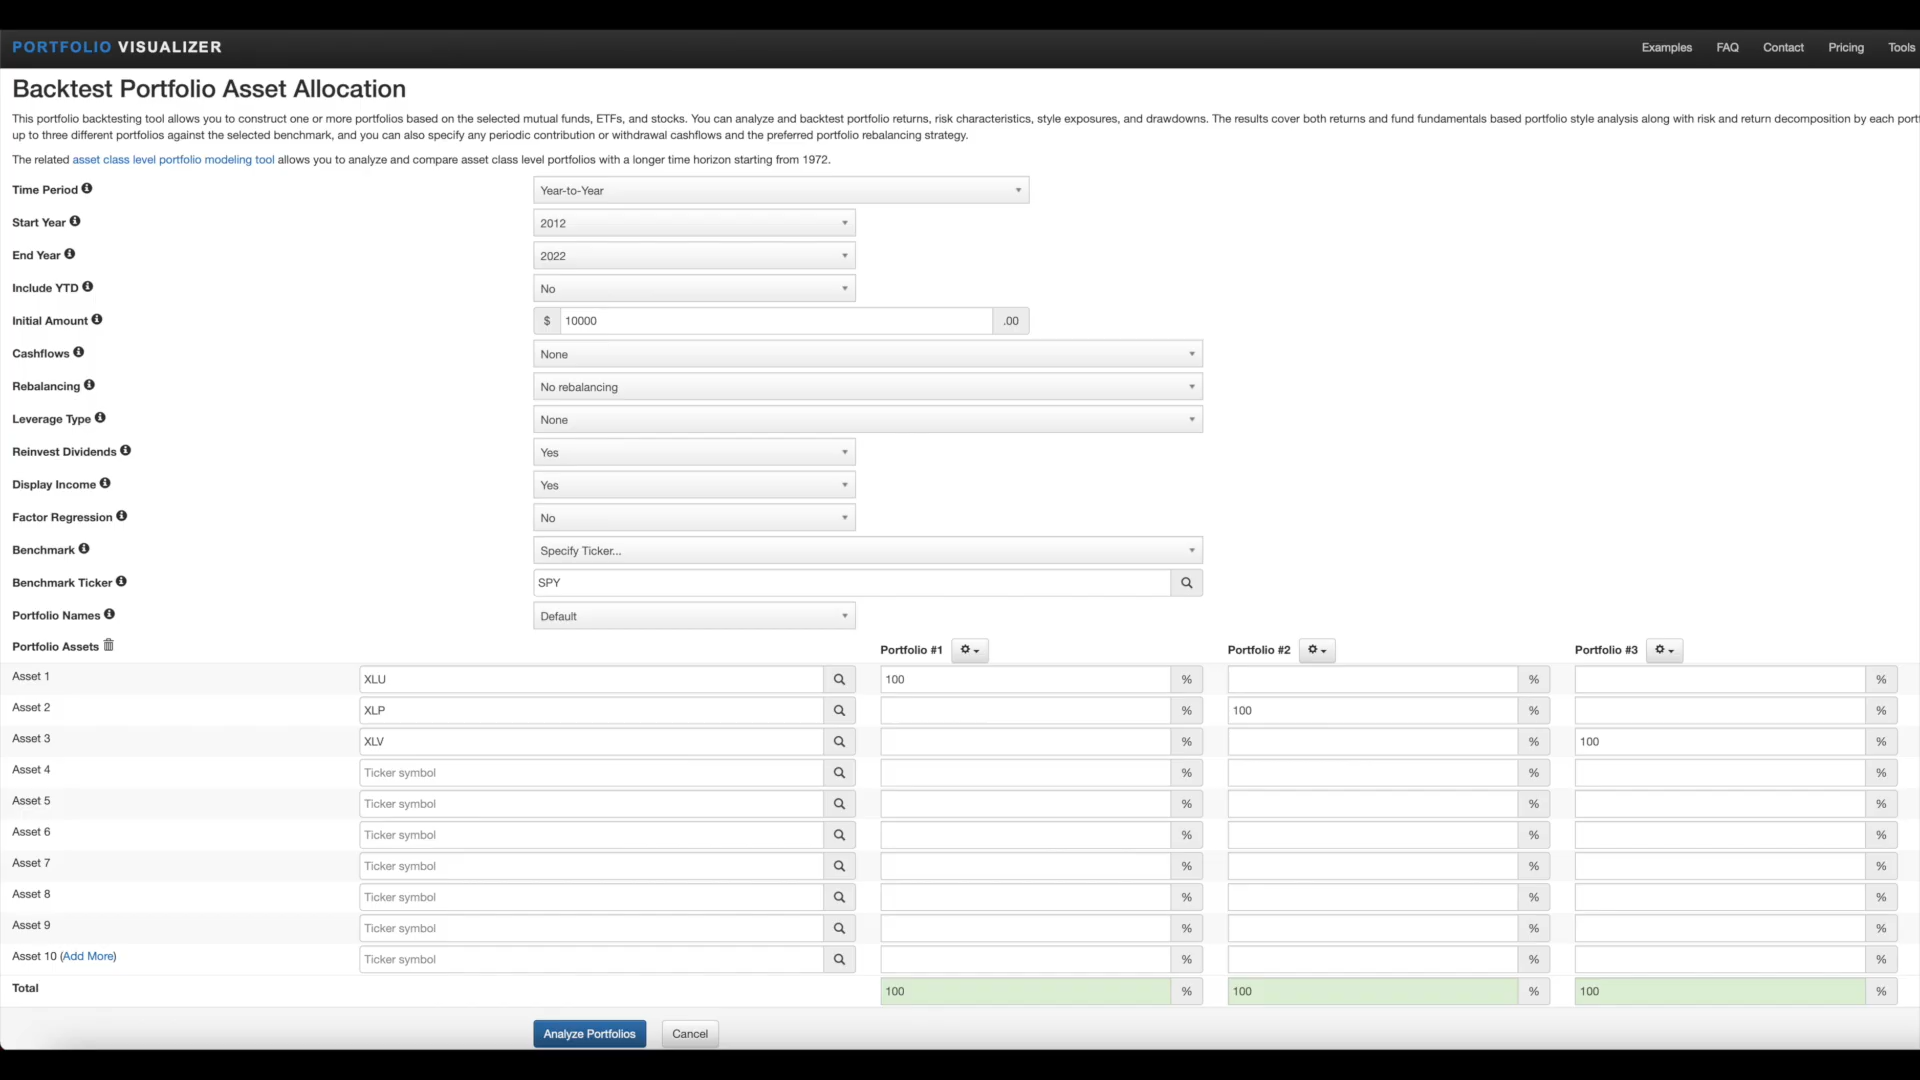 PORTFOLIO VISUALIZER
Examples FAQ Contact Pricing Tools
Backtest Portfolio Asset Allocation
This portfolio backtesting tool allows you to construct one or more portfolios based on the selected mutual funds, ETFs, and stocks. You can analyze and backtest portfolio returns, risk characteristics, style exposures, and drawdowns. The results cover both returns and fund fundamentals based portfolio style analysis along with risk and return decomposition by each port
up to three different portfolios against the selected benchmark, and you can also specify any periodic contribution or withdrawal cashflows and the preferred portfolio rebalancing strategy.
The related asset class level portfolio modeling tool allows you to analyze and compare asset class level portfolios with a longer time horizon starting from 1972.
Time Period Year-to-Year
Start Year 2012
End Year 2022
Include YTD No
Initial Amount $ 10000 .00
Cashflows None
Rebalancing No rebalancing
Leverage Type None
Reinvest Dividends Yes
Display Income Yes
Factor Regression No
Benchmark Specify Ticker...
Benchmark Ticker SPY
Portfolio Names Default
Portfolio Assets Portfolio #1 Portfolio #2 Portfolio #3
Asset 1 XLU 100 % % %
Asset 2 XLP % 100 % %
Asset 3 XLV % % 100 %
Asset 4 Ticker symbol % % %
Asset 5 Ticker symbol % % %
Asset 6 Ticker symbol % % %
Asset 7 Ticker symbol % % %
Asset 8 Ticker symbol % % %
Asset 9 Ticker symbol % % %
Asset 10 (Add More) Ticker symbol % % %
Total 100 % 100 % 100 %
Analyze Portfolios Cancel